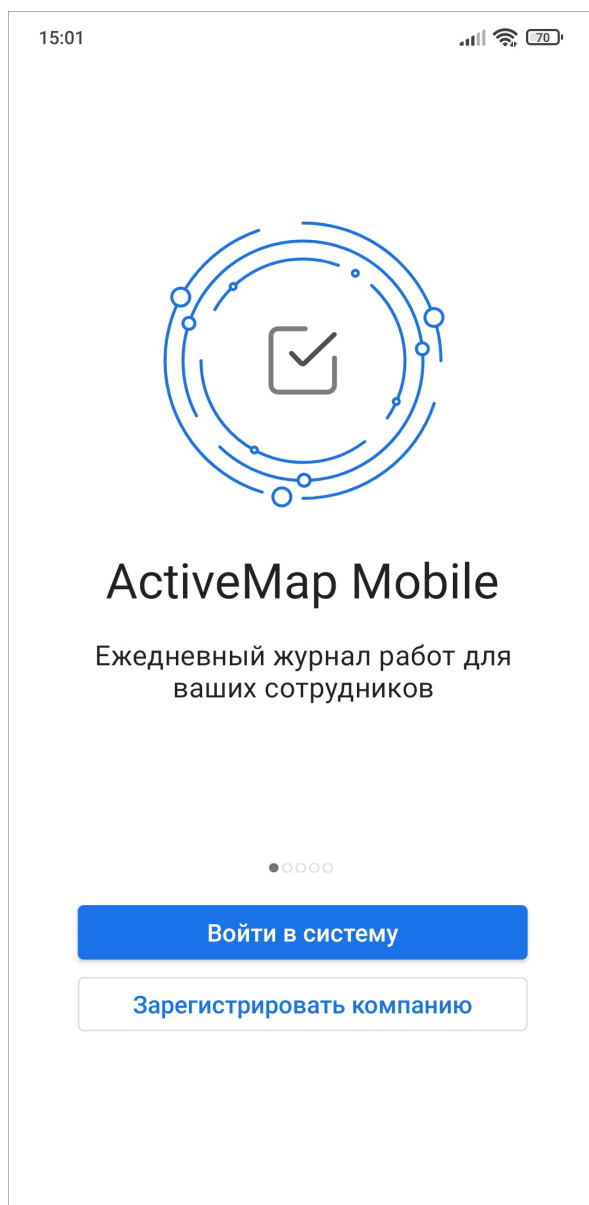 15:01
70
ActiveMap Mobile
Ежедневный журнал работ для
ваших сотрудников
Войти в систему
Зарегистрировать компанию